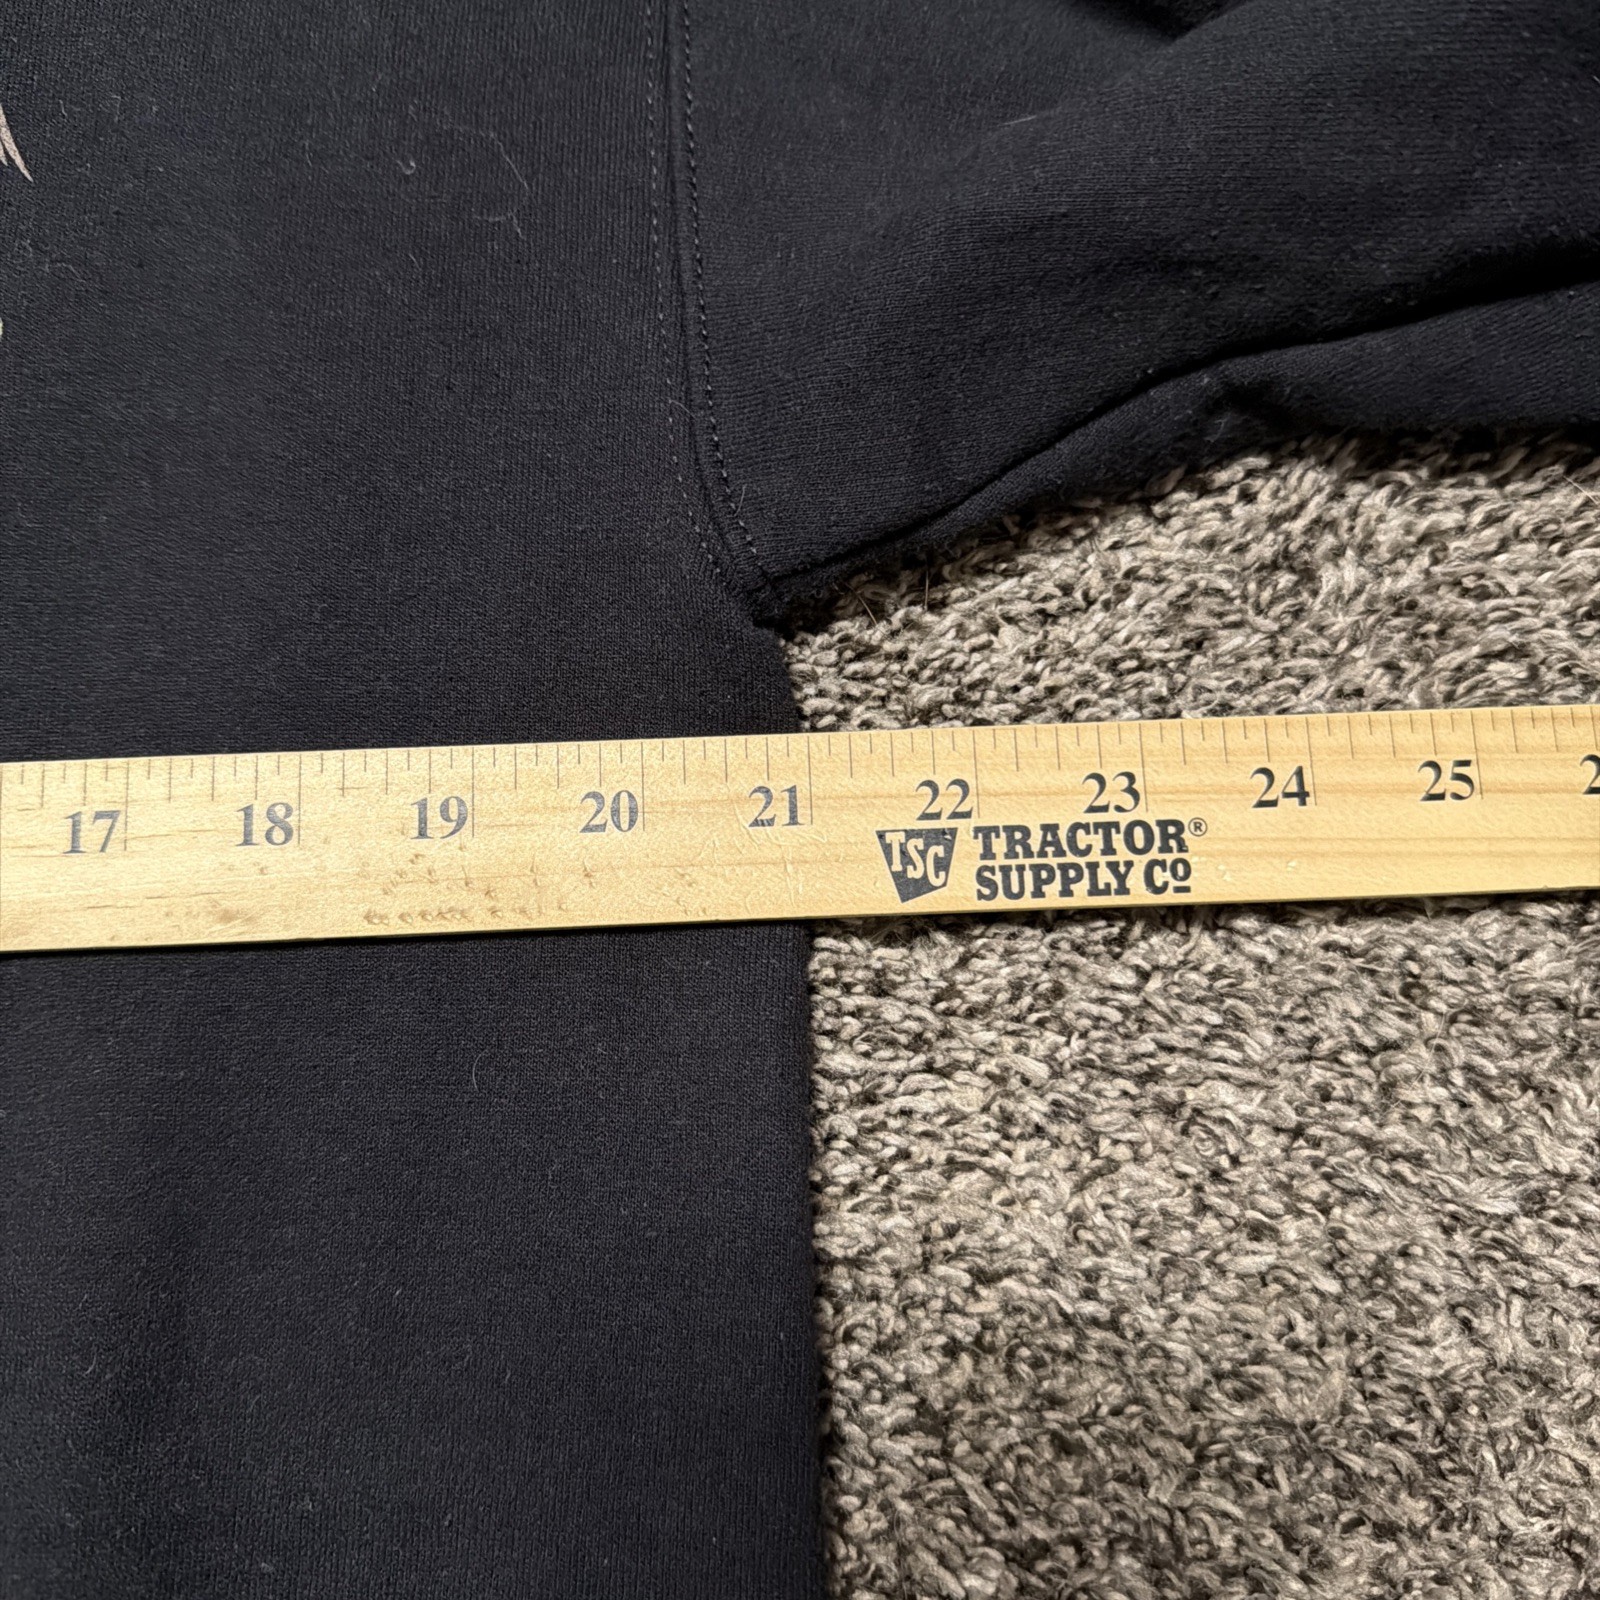 17 18 19 20 21 22 23 24 25
TSC TRACTOR®
SUPPLY Cº